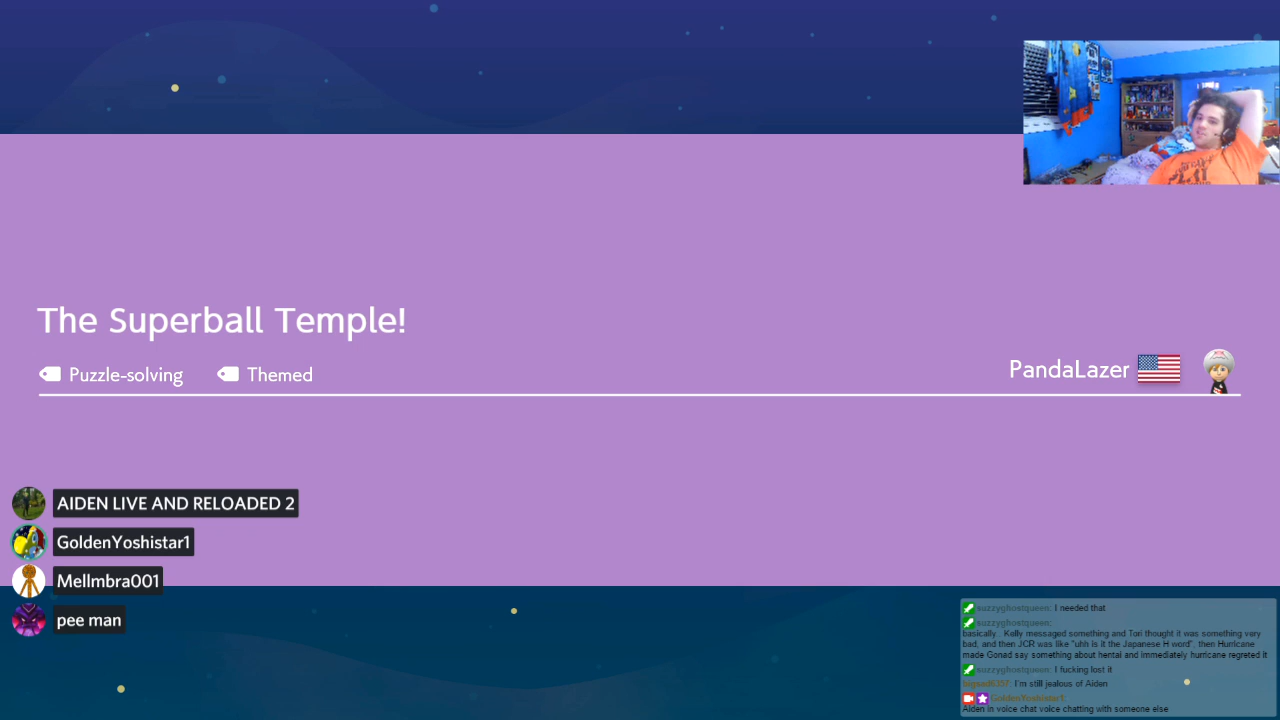 The Superball Temple!
Puzzle-solving
Themed
PandaLazer
AIDEN LIVE AND RELOADED 2
GoldenYoshistar1
Mellmbra001
pee man
suzzyghostqueen: I needed that
suzzyghostqueen:
basically.. Kelly messaged something and Tori thought it was something very
bad, and then JCR was like "uhh is it the Japanese H word", then Hurricane
made Gonad say something about hentai and immediately hurricane regretted it
suzzyghostqueen: I fucking lost it
I'm still jealous of Aiden
GoldenYoshistar1:
Aiden in voice chat voice chatting with someone else